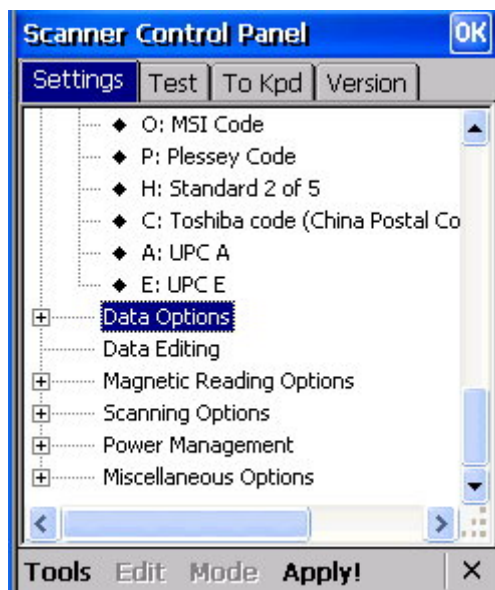 Scanner Control Panel OK
Settings Test To Kpd Version
O: MSI Code
P: Plessey Code
H: Standard 2 of 5
C: Toshiba code (China Postal Co
A: UPC A
E: UPC E
Data Options
Data Editing
Magnetic Reading Options
Scanning Options
Power Management
Miscellaneous Options
Tools Edit Mode Apply!